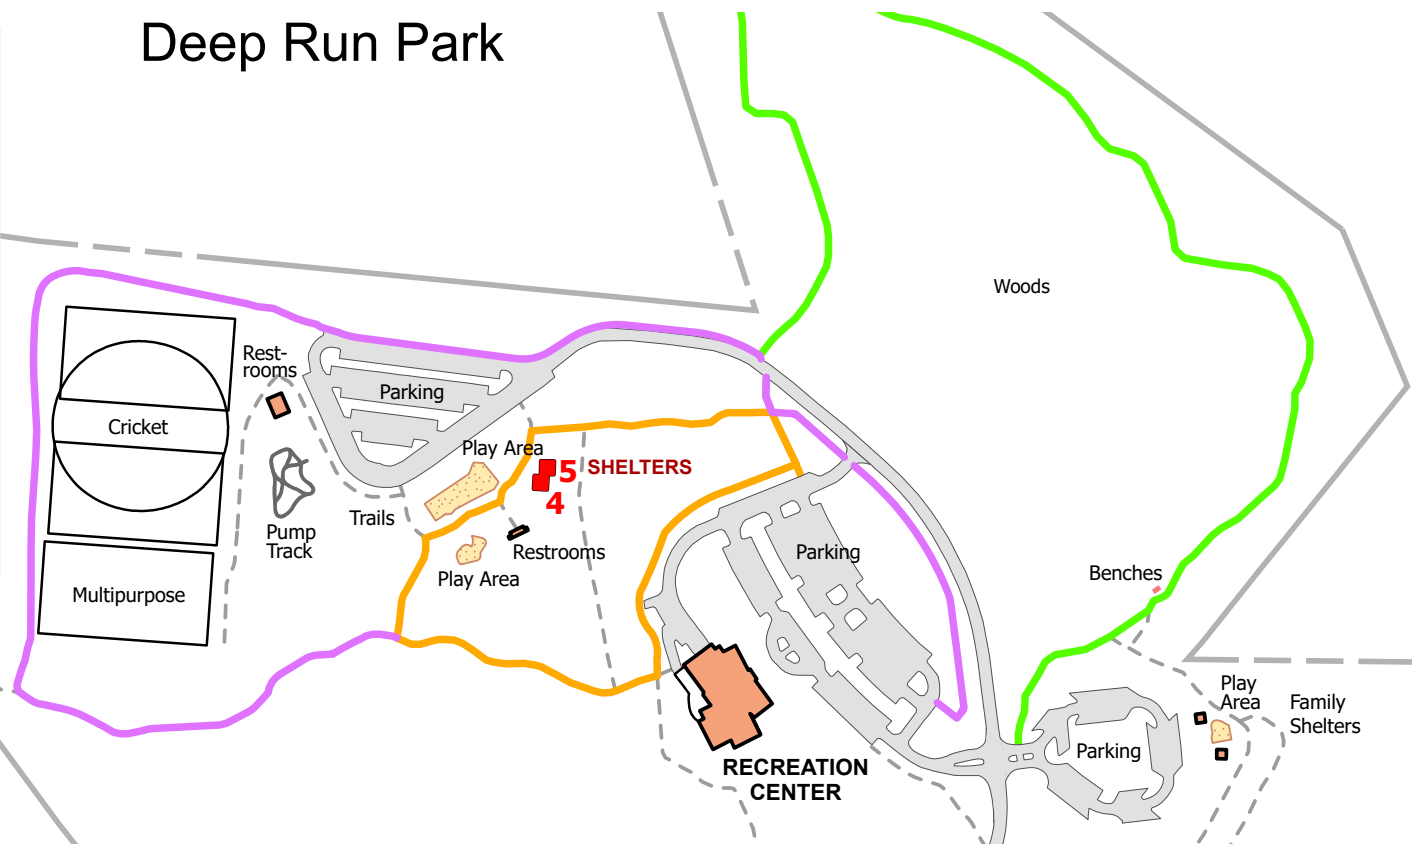 Deep Run Park
Woods
Rest-
rooms
Parking
Cricket
Play Area
5
SHELTERS
4
Trails
Pump
Track
Restrooms
Parking
Play Area
Benches
Multipurpose
Play
Area
Family
Shelters
Parking
RECREATION
CENTER